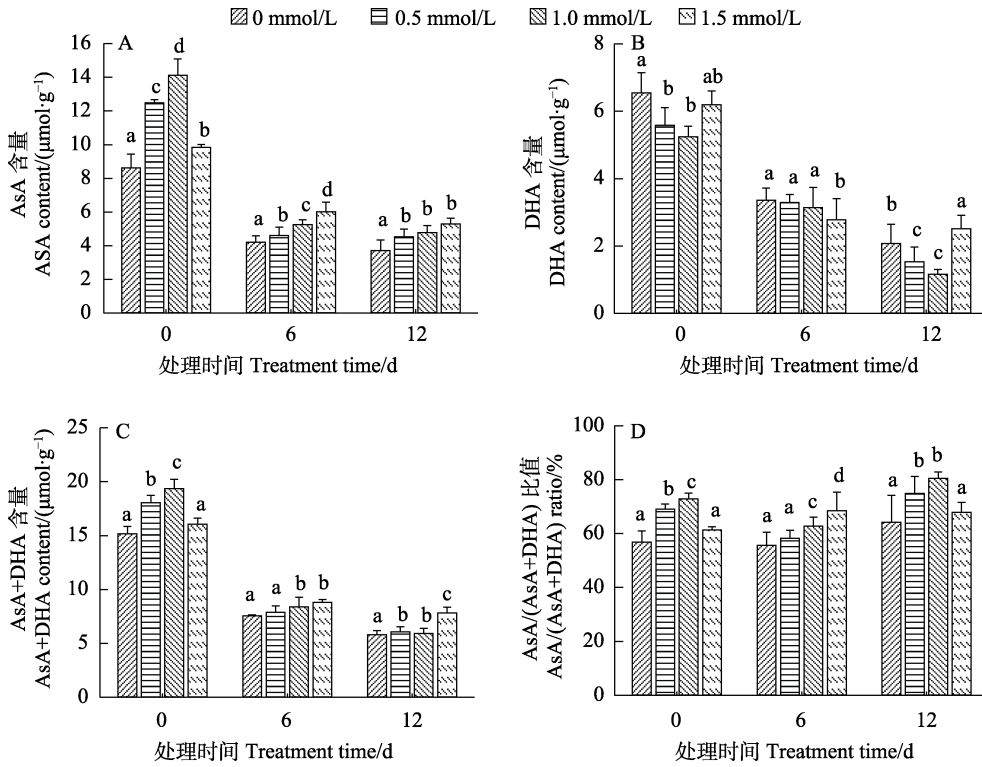 0 mmol/L 0.5 mmol/L 1.0 mmol/L 1.5 mmol/L
A
AsA 含量
ASA content/(μmol·g⁻¹)
16
14
12
10
8
6
4
2
0
a c d b
a b c d
a b b b
0 6 12
处理时间 Treatment time/d
B
DHA 含量
DHA content/(μmol·g⁻¹)
8
6
4
2
0
a b b ab
a a a b
b c c a
0 6 12
处理时间 Treatment time/d
C
AsA+DHA 含量
AsA+DHA content/(μmol·g⁻¹)
25
20
15
10
5
0
a b c a
a a b b
a b b c
0 6 12
处理时间 Treatment time/d
D
AsA/(AsA+DHA) 比值
AsA/(AsA+DHA) ratio/%
100
80
60
40
20
0
a b c a
a a c d
a b b a
0 6 12
处理时间 Treatment time/d